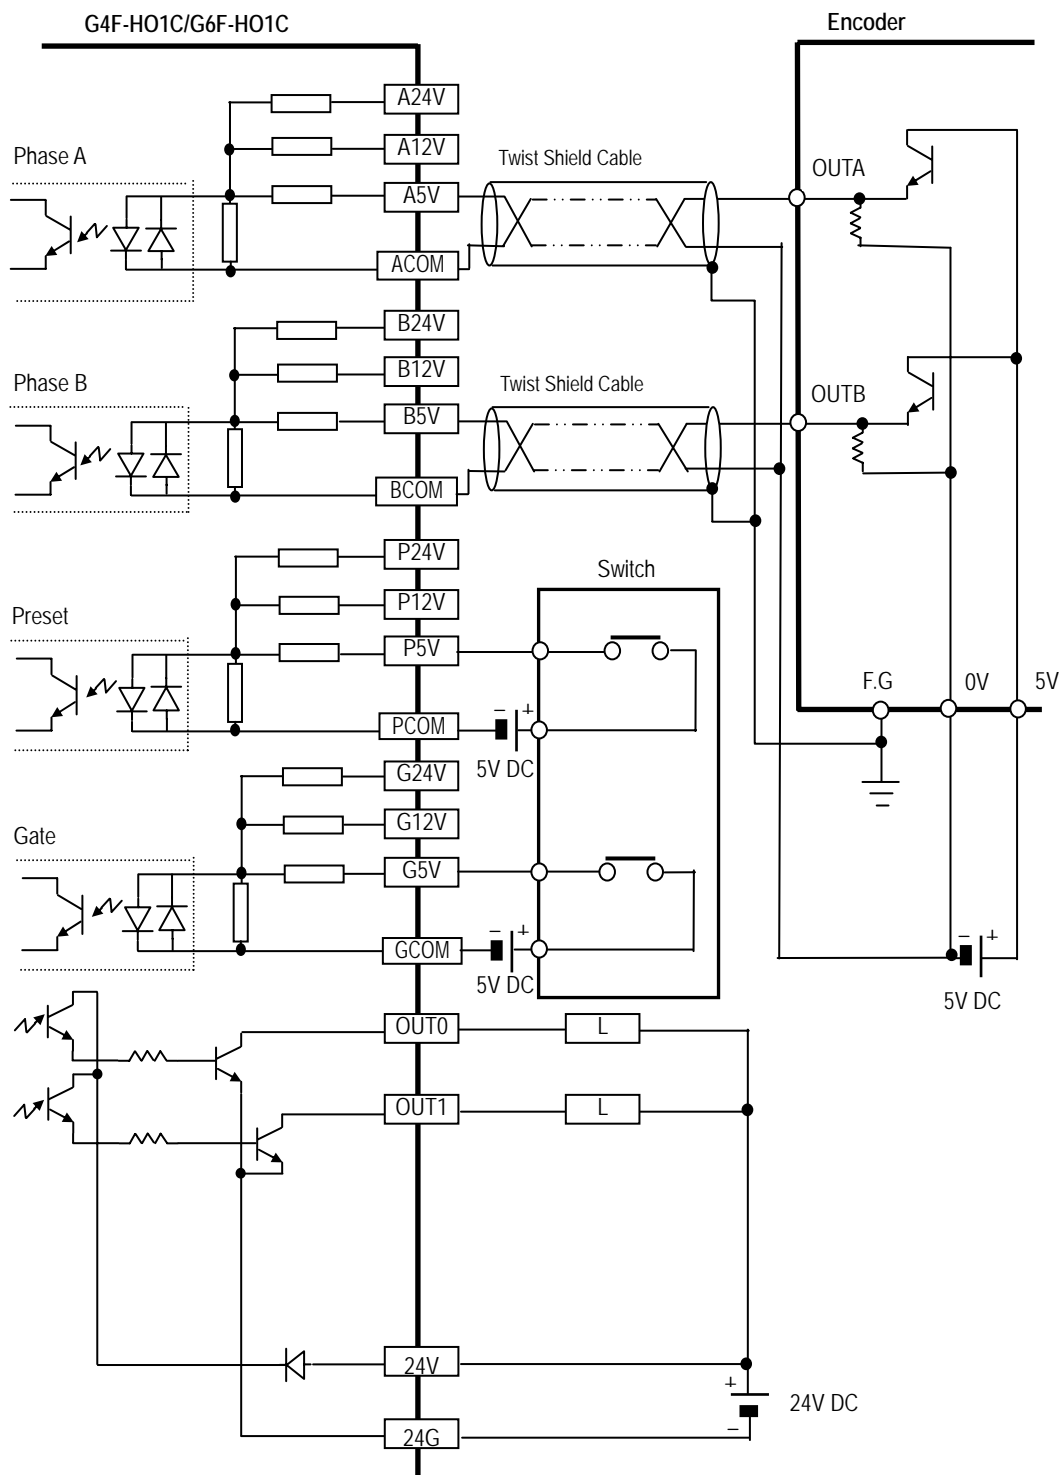 G4F-HO1C/G6F-HO1C
Encoder
A24V
A12V
Phase A
Twist Shield Cable
OUTA
A5V
ACOM
B24V
B12V
Phase B
Twist Shield Cable
OUTB
B5V
BCOM
P24V
Switch
Preset
P12V
P5V
F.G
0V
5V
PCOM
- +
5V DC
G24V
G12V
Gate
G5V
GCOM
- +
5V DC
- +
5V DC
OUT0
L
OUT1
L
24V
+
24V DC
-
24G